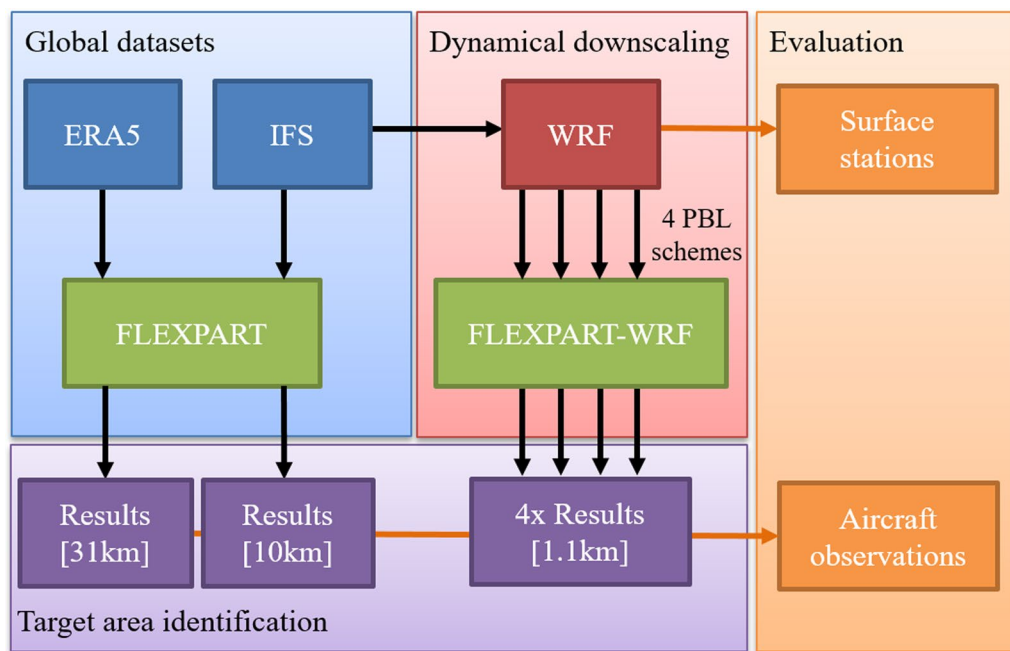 Global datasets
Dynamical downscaling
Evaluation
ERA5
IFS
WRF
Surface
stations
4 PBL
schemes
FLEXPART
FLEXPART-WRF
Results
[31km]
Results
[10km]
4x Results
[1.1km]
Aircraft
observations
Target area identification